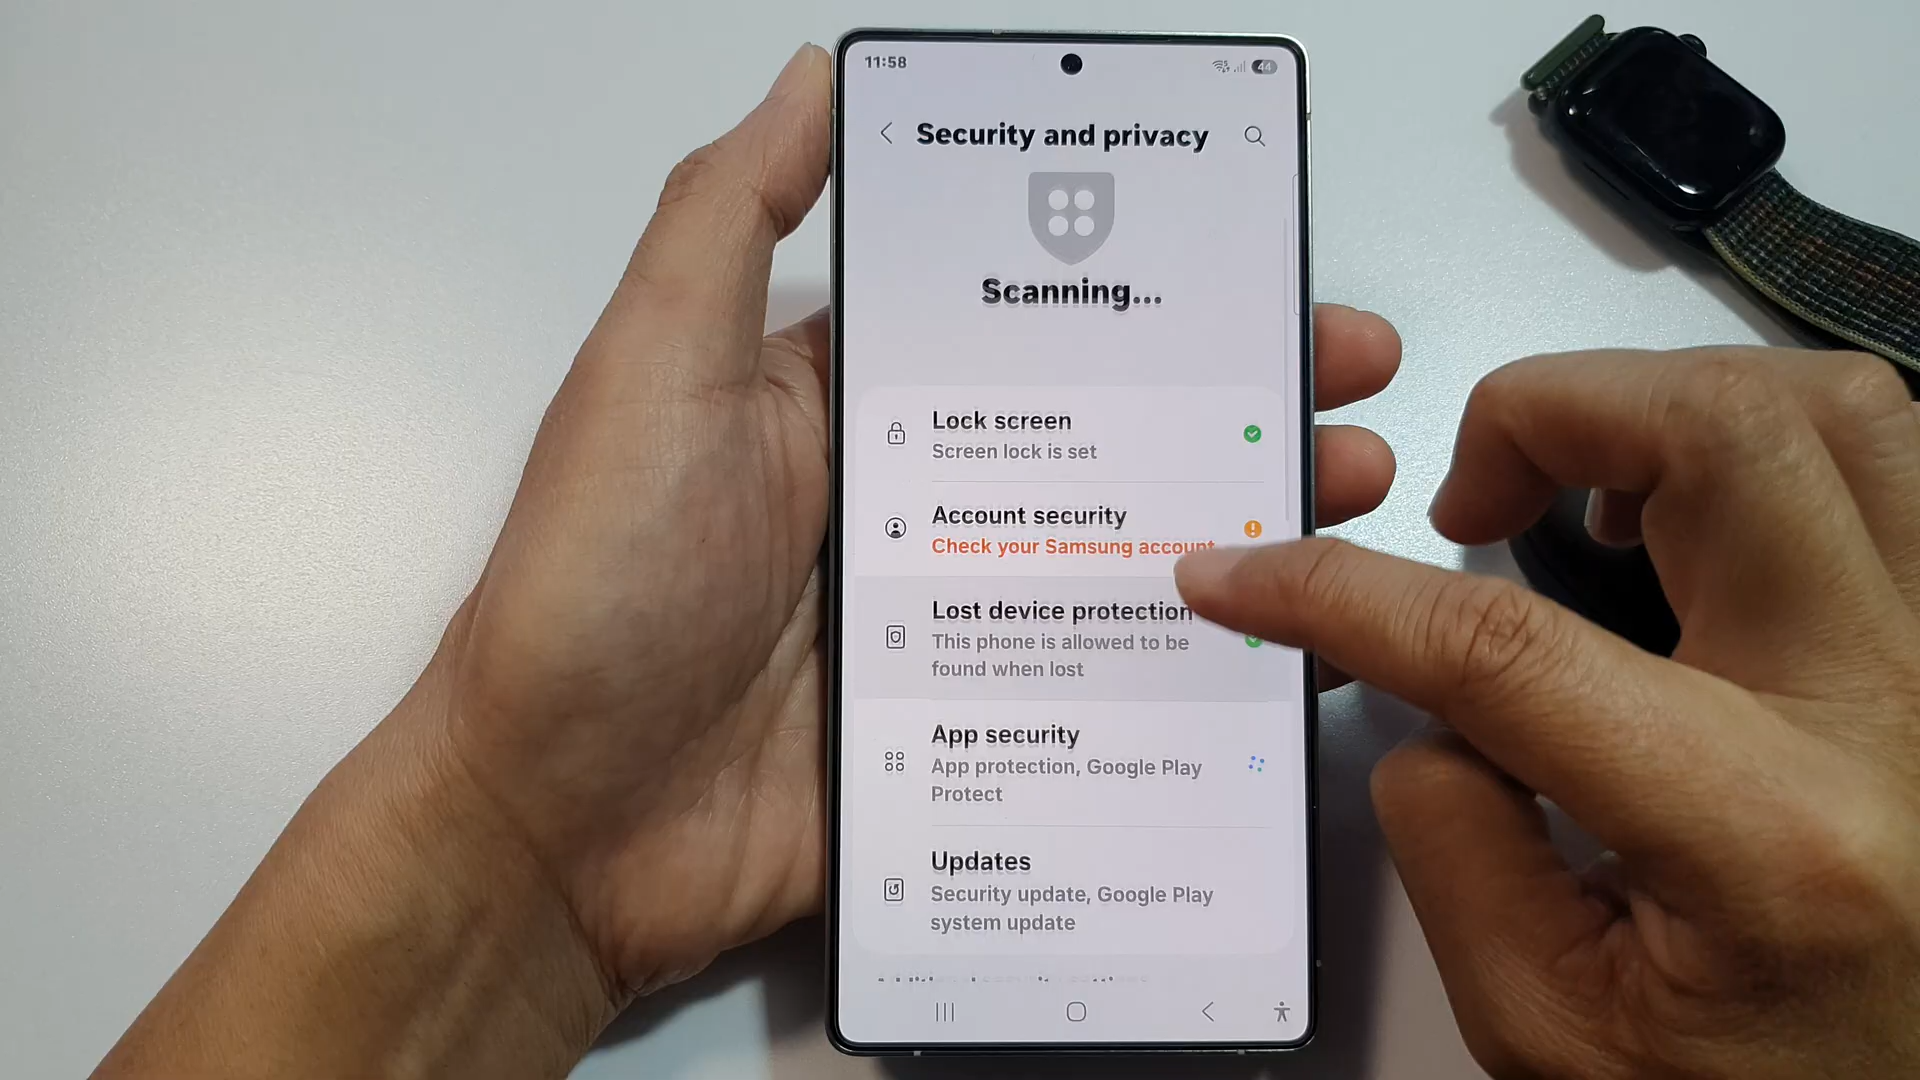 11:58
44
Security and privacy
Scanning...
Lock screen
Screen lock is set
Account security
Check your Samsung account
Lost device protection
This phone is allowed to be
found when lost
App security
App protection, Google Play
Protect
Updates
Security update, Google Play
system update